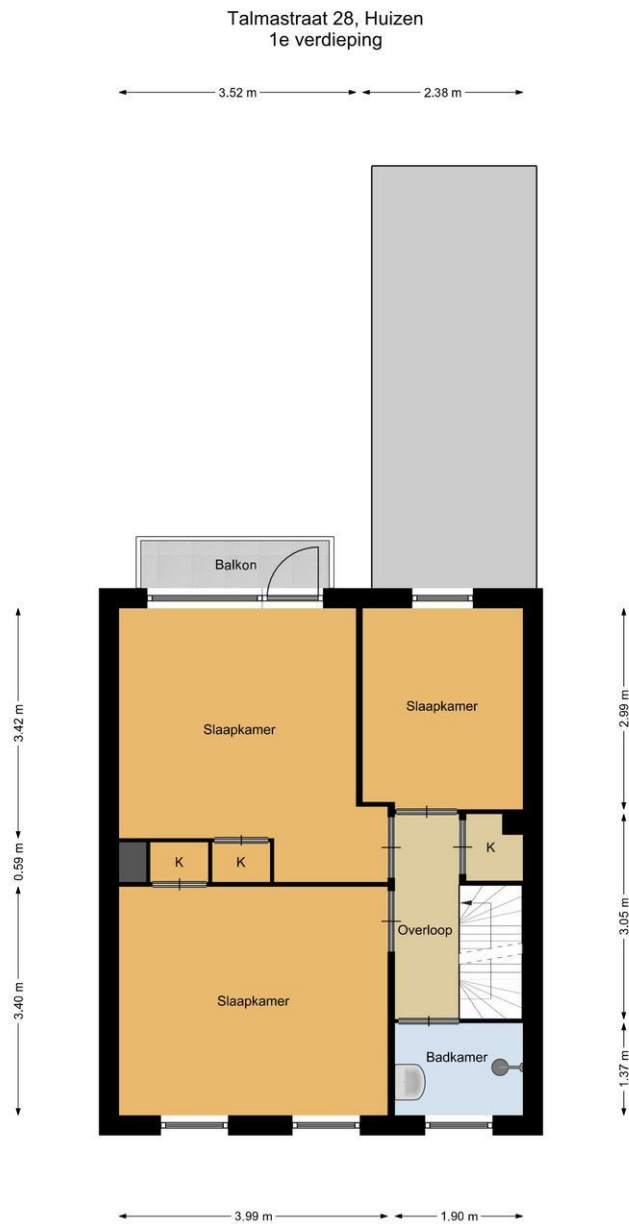 Talmastraat 28, Huizen
1e verdieping
3.52 m
2.38 m
Balkon
3.42 m
Slaapkamer
Slaapkamer
2.99 m
0.59 m
K
K
K
3.05 m
Overloop
3.40 m
Slaapkamer
Badkamer
1.37 m
3.99 m
1.90 m